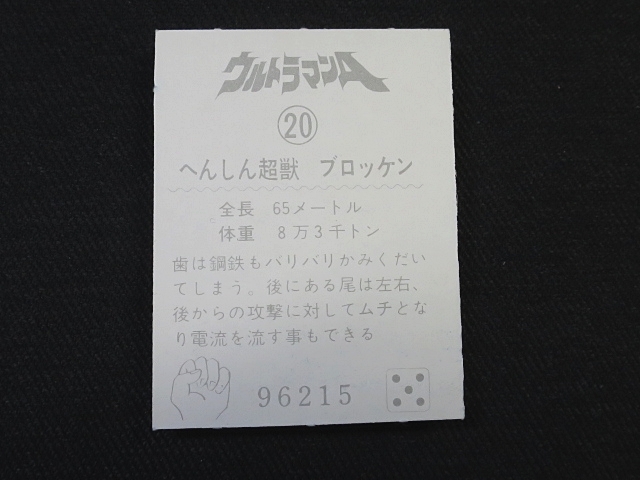 ウルトラマンA
⑳
へんしん超獣 ブロッケン
全長 65メートル
体重 8万3千トン
歯は鋼鉄もバリバリかみくだい
てしまう。後にある尾は左右、
後からの攻撃に対してムチとな
り電流を流す事もできる
96215